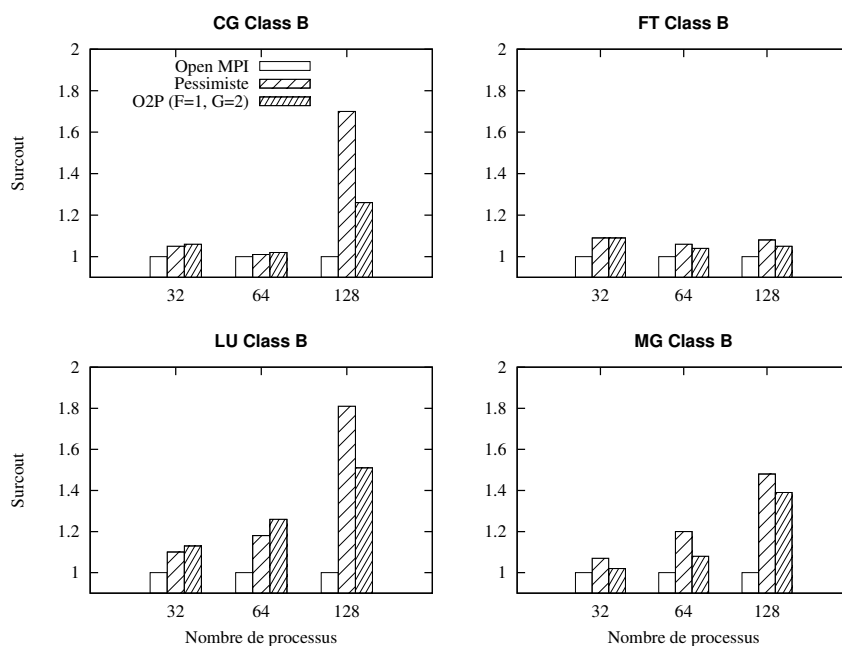 CG Class B
2
1.8
1.6
1.4
1.2
1
Surcout
Open MPI
Pessimiste
O2P (F=1, G=2)
32 64 128
FT Class B
2
1.8
1.6
1.4
1.2
1
32 64 128
LU Class B
2
1.8
1.6
1.4
1.2
1
Surcout
32 64 128
Nombre de processus
MG Class B
2
1.8
1.6
1.4
1.2
1
32 64 128
Nombre de processus